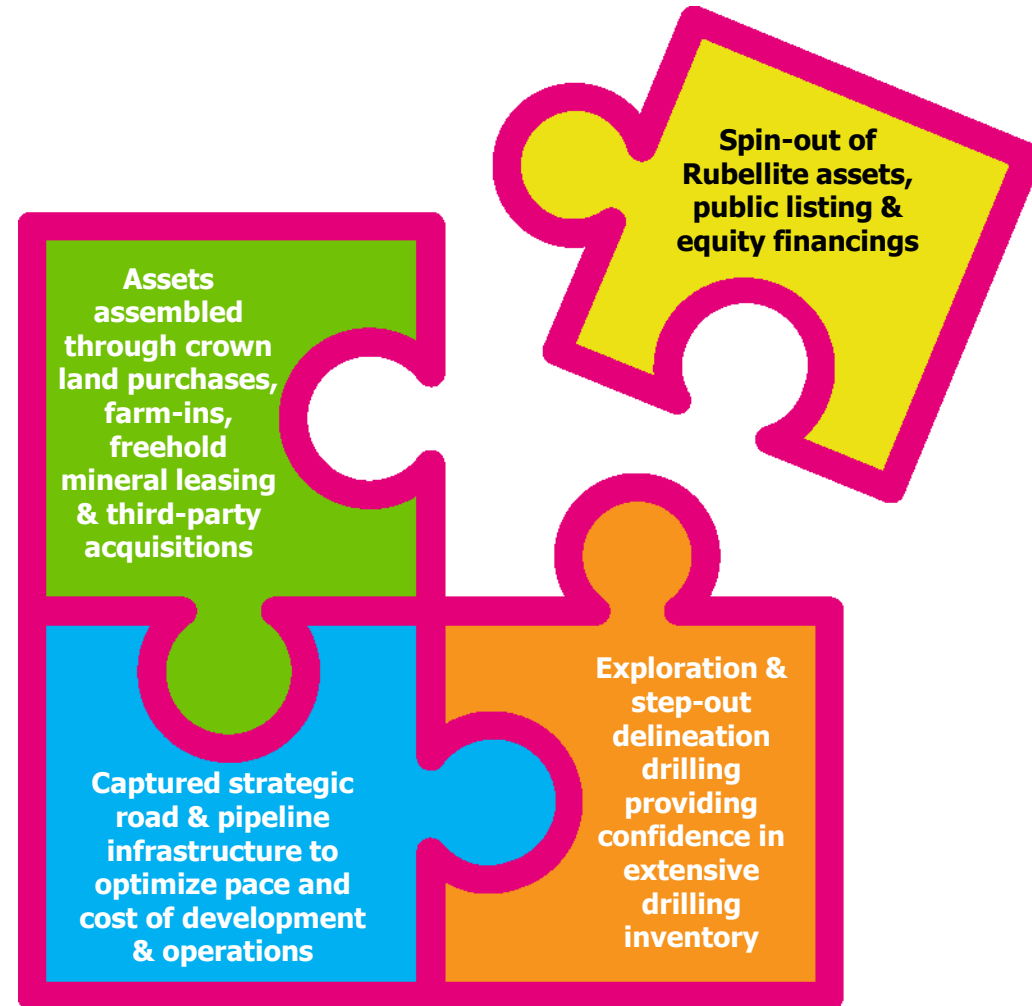 Spin-out of
Rubellite assets,
public listing &
equity financings
Assets
assembled
through crown
land purchases,
farm-ins,
freehold
mineral leasing
& third-party
acquisitions
Captured strategic
road & pipeline
infrastructure to
optimize pace and
cost of development
& operations
Exploration &
step-out
delineation
drilling
providing
confidence in
extensive
drilling
inventory